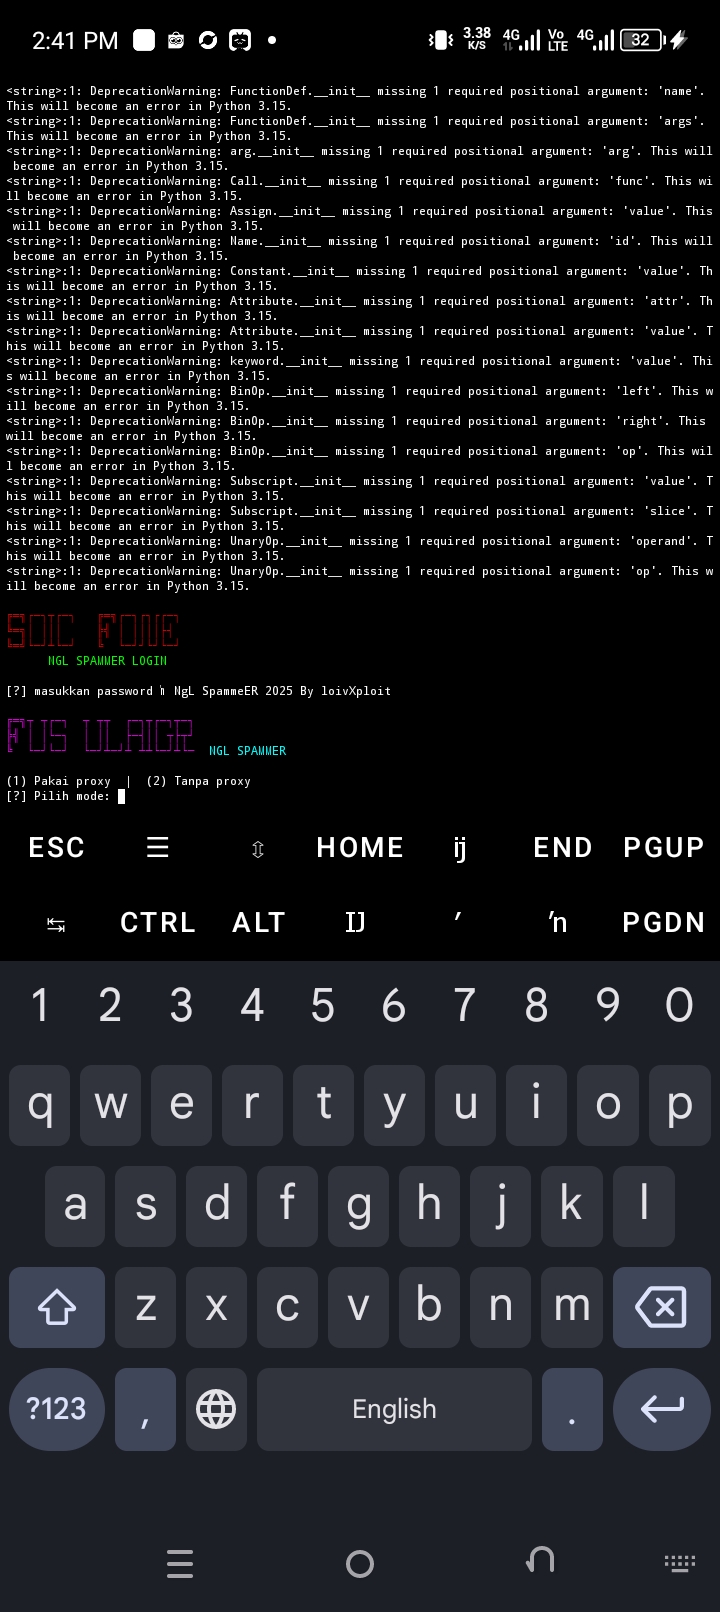 2:41 PM 3.38 K/S 4G Vo LTE 4G 32
<string>:1: DeprecationWarning: FunctionDef.__init__ missing 1 required positional argument: 'name'.
This will become an error in Python 3.15.
<string>:1: DeprecationWarning: FunctionDef.__init__ missing 1 required positional argument: 'args'.
This will become an error in Python 3.15.
<string>:1: DeprecationWarning: arg.__init__ missing 1 required positional argument: 'arg'. This will
 become an error in Python 3.15.
<string>:1: DeprecationWarning: Call.__init__ missing 1 required positional argument: 'func'. This wi
ll become an error in Python 3.15.
<string>:1: DeprecationWarning: Assign.__init__ missing 1 required positional argument: 'value'. This
 will become an error in Python 3.15.
<string>:1: DeprecationWarning: Name.__init__ missing 1 required positional argument: 'id'. This will
 become an error in Python 3.15.
<string>:1: DeprecationWarning: Constant.__init__ missing 1 required positional argument: 'value'. Th
is will become an error in Python 3.15.
<string>:1: DeprecationWarning: Attribute.__init__ missing 1 required positional argument: 'attr'. Th
is will become an error in Python 3.15.
<string>:1: DeprecationWarning: Attribute.__init__ missing 1 required positional argument: 'value'. T
his will become an error in Python 3.15.
<string>:1: DeprecationWarning: keyword.__init__ missing 1 required positional argument: 'value'. Thi
s will become an error in Python 3.15.
<string>:1: DeprecationWarning: BinOp.__init__ missing 1 required positional argument: 'left'. This w
ill become an error in Python 3.15.
<string>:1: DeprecationWarning: BinOp.__init__ missing 1 required positional argument: 'right'. This
will become an error in Python 3.15.
<string>:1: DeprecationWarning: BinOp.__init__ missing 1 required positional argument: 'op'. This wil
l become an error in Python 3.15.
<string>:1: DeprecationWarning: Subscript.__init__ missing 1 required positional argument: 'value'. T
his will become an error in Python 3.15.
<string>:1: DeprecationWarning: Subscript.__init__ missing 1 required positional argument: 'slice'. T
his will become an error in Python 3.15.
<string>:1: DeprecationWarning: UnaryOp.__init__ missing 1 required positional argument: 'operand'. T
his will become an error in Python 3.15.
<string>:1: DeprecationWarning: UnaryOp.__init__ missing 1 required positional argument: 'op'. This w
ill become an error in Python 3.15.
NGL SPAMMER LOGIN
[?] masukkan password ŉ NgL SpammeER 2025 By loivXploit
NGL SPAMMER
(1) Pakai proxy | (2) Tanpa proxy
[?] Pilih mode:
ESC ☰ ⇳ HOME ĳ END PGUP
↹ CTRL ALT Ĳ ʼ ŉ PGDN
1 2 3 4 5 6 7 8 9 0
q w e r t y u i o p
a s d f g h j k l
z x c v b n m
?123 , English .